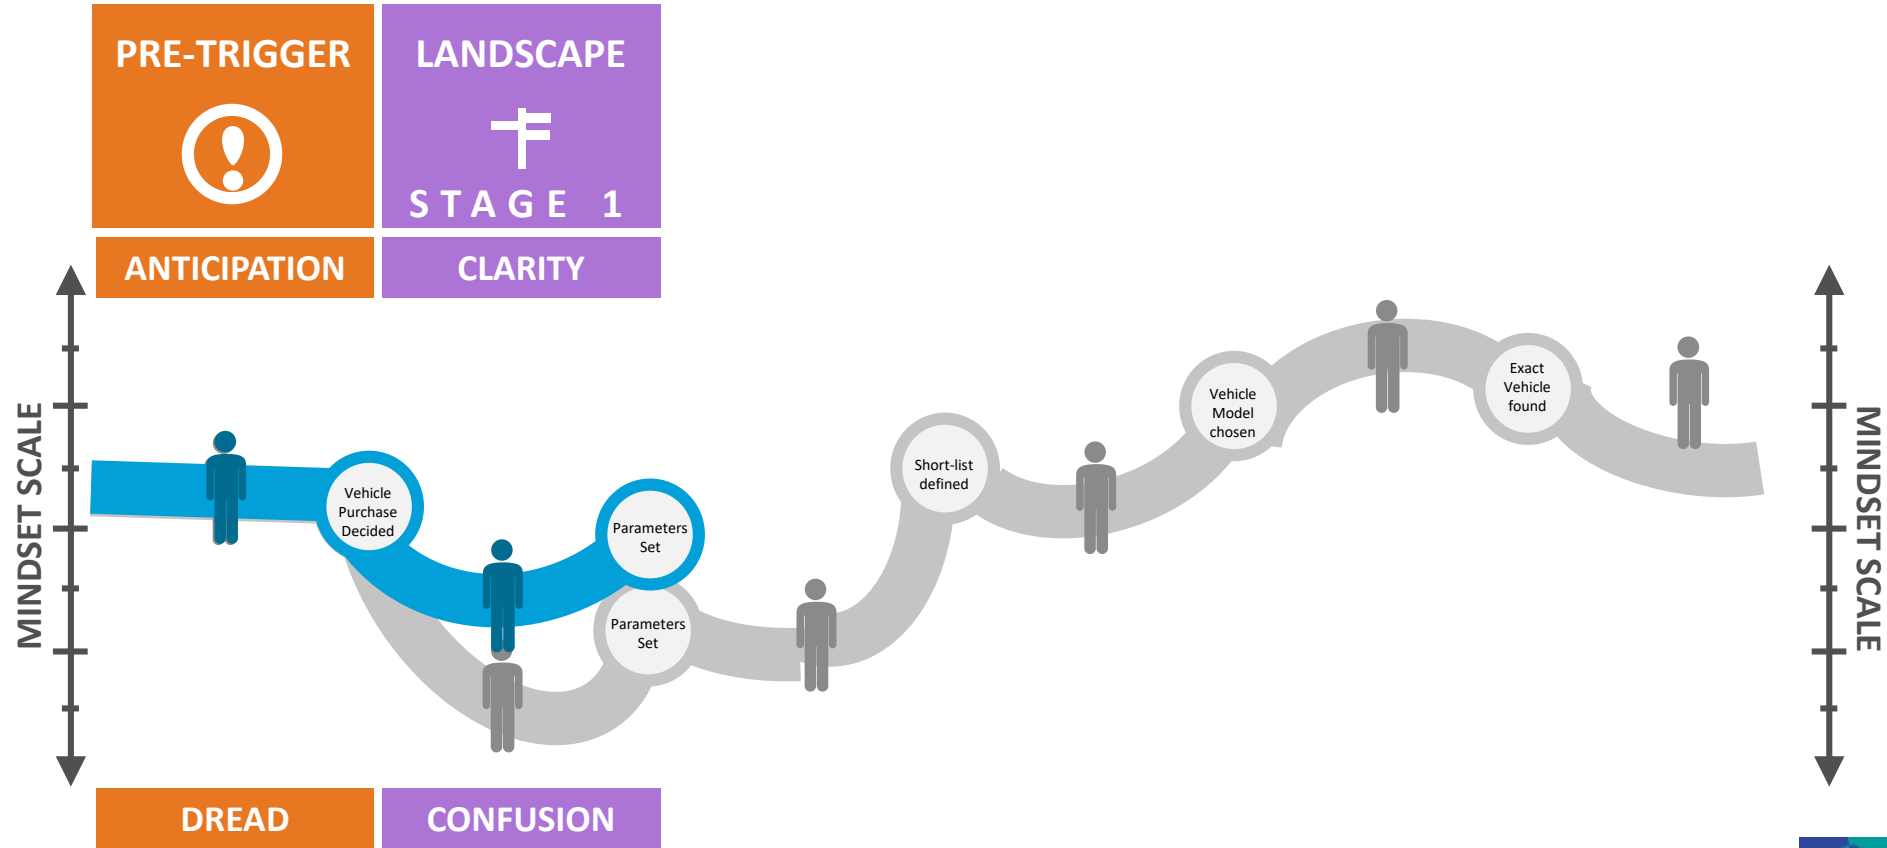 PRE-TRIGGER
LANDSCAPE
STAGE 1
ANTICIPATION
CLARITY
MINDSET SCALE
Vehicle
Purchase
Decided
Parameters
Set
Parameters
Set
Short-list
defined
Vehicle
Model
chosen
Exact
Vehicle
found
MINDSET SCALE
DREAD
CONFUSION